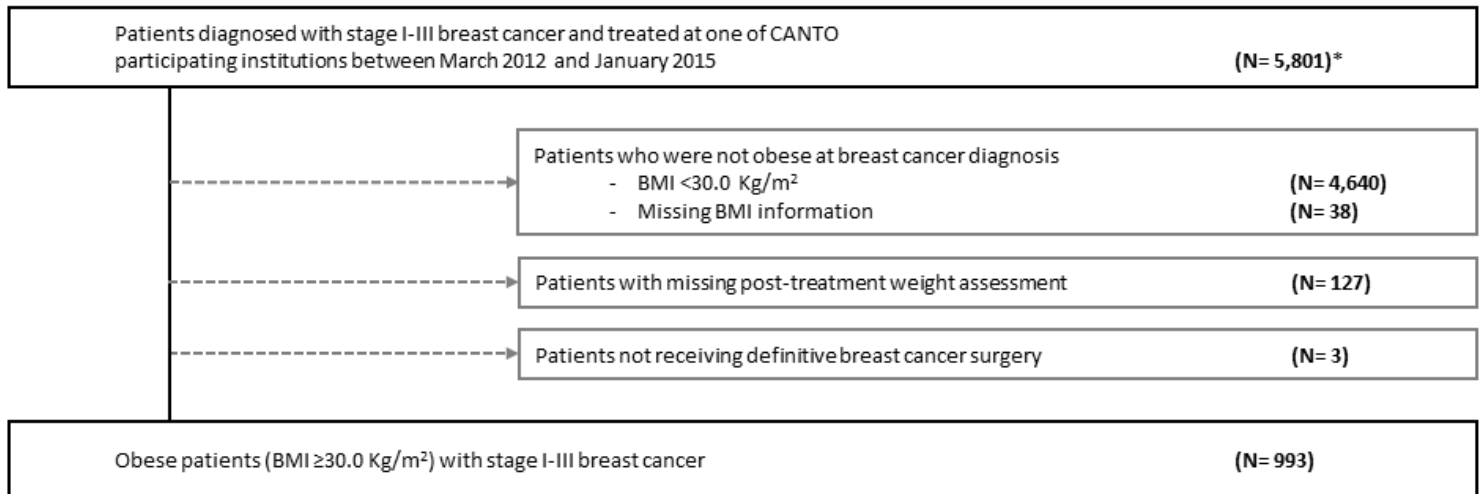 Patients diagnosed with stage I-III breast cancer and treated at one of CANTO
participating institutions between March 2012 and January 2015 (N= 5,801)*
Patients who were not obese at breast cancer diagnosis
- BMI <30.0 Kg/m² (N= 4,640)
- Missing BMI information (N= 38)
Patients with missing post-treatment weight assessment (N= 127)
Patients not receiving definitive breast cancer surgery (N= 3)
Obese patients (BMI ≥30.0 Kg/m²) with stage I-III breast cancer (N= 993)